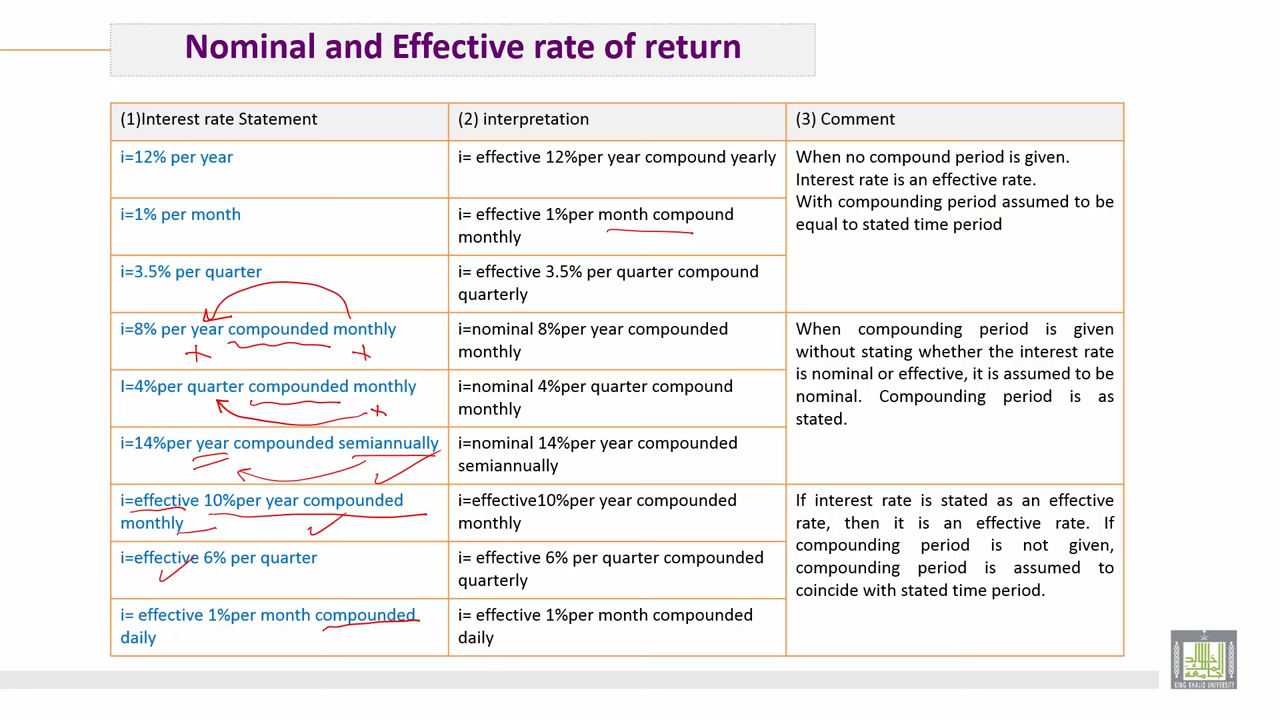 Nominal and Effective rate of return
(1)Interest rate Statement
(2) interpretation
(3) Comment
i=12% per year
i= effective 12%per year compound yearly
When no compound period is given.
Interest rate is an effective rate.
With compounding period assumed to be
equal to stated time period
i=1% per month
i= effective 1%per month compound
monthly
i=3.5% per quarter
i= effective 3.5% per quarter compound
quarterly
i=8% per year compounded monthly
i=nominal 8%per year compounded
monthly
When compounding period is given
without stating whether the interest rate
is nominal or effective, it is assumed to be
nominal. Compounding period is as
stated.
I=4%per quarter compounded monthly
i=nominal 4%per quarter compound
monthly
i=14%per year compounded semiannually
i=nominal 14%per year compounded
semiannually
i=effective 10%per year compounded
monthly
i=effective10%per year compounded
monthly
If interest rate is stated as an effective
rate, then it is an effective rate. If
compounding period is not given,
compounding period is assumed to
coincide with stated time period.
i=effective 6% per quarter
i= effective 6% per quarter compounded
quarterly
i= effective 1%per month compounded
daily
i= effective 1%per month compounded
daily
جامعة الملك خالد
KING KHALID UNIVERSITY